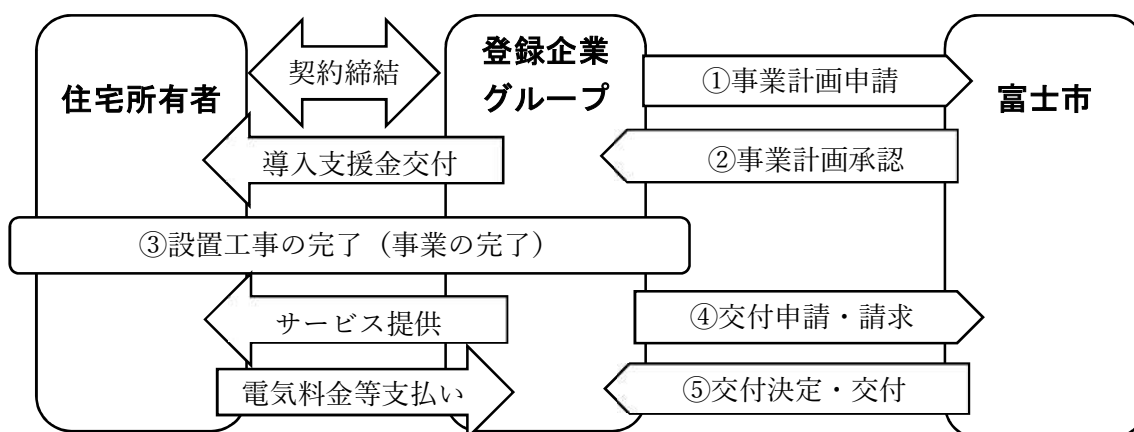 住宅所有者
契約締結
登録企業
グループ
①事業計画申請
富士市
導入支援金交付
②事業計画承認
③設置工事の完了（事業の完了）
サービス提供
④交付申請・請求
電気料金等支払い
⑤交付決定・交付